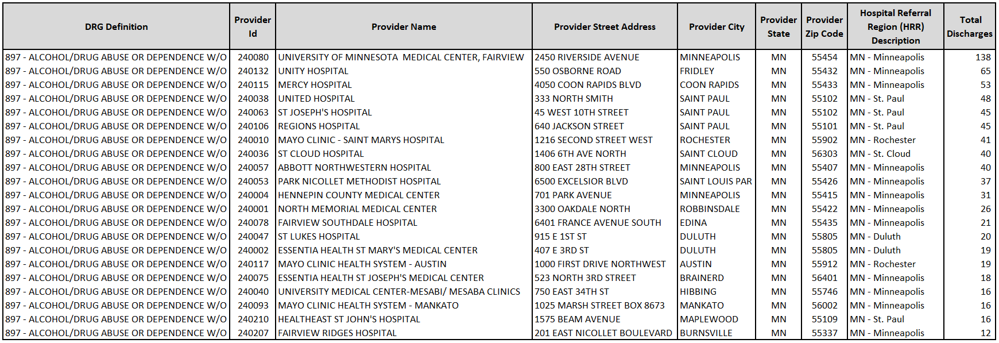 DRG Definition Provider Id Provider Name Provider Street Address Provider City Provider State Provider Zip Code Hospital Referral Region (HRR) Description Total Discharges
897 - ALCOHOL/DRUG ABUSE OR DEPENDENCE W/O 240080 UNIVERSITY OF MINNESOTA  MEDICAL CENTER, FAIRVIEW 2450 RIVERSIDE AVENUE MINNEAPOLIS MN 55454 MN - Minneapolis 138
897 - ALCOHOL/DRUG ABUSE OR DEPENDENCE W/O 240132 UNITY HOSPITAL 550 OSBORNE ROAD FRIDLEY MN 55432 MN - Minneapolis 65
897 - ALCOHOL/DRUG ABUSE OR DEPENDENCE W/O 240115 MERCY HOSPITAL 4050 COON RAPIDS BLVD COON RAPIDS MN 55433 MN - Minneapolis 53
897 - ALCOHOL/DRUG ABUSE OR DEPENDENCE W/O 240038 UNITED HOSPITAL 333 NORTH SMITH SAINT PAUL MN 55102 MN - St. Paul 48
897 - ALCOHOL/DRUG ABUSE OR DEPENDENCE W/O 240063 ST JOSEPH'S HOSPITAL 45 WEST 10TH STREET SAINT PAUL MN 55102 MN - St. Paul 45
897 - ALCOHOL/DRUG ABUSE OR DEPENDENCE W/O 240106 REGIONS HOSPITAL 640 JACKSON STREET SAINT PAUL MN 55101 MN - St. Paul 45
897 - ALCOHOL/DRUG ABUSE OR DEPENDENCE W/O 240010 MAYO CLINIC - SAINT MARYS HOSPITAL 1216 SECOND STREET WEST ROCHESTER MN 55902 MN - Rochester 41
897 - ALCOHOL/DRUG ABUSE OR DEPENDENCE W/O 240036 ST CLOUD HOSPITAL 1406 6TH AVE NORTH SAINT CLOUD MN 56303 MN - St. Cloud 40
897 - ALCOHOL/DRUG ABUSE OR DEPENDENCE W/O 240057 ABBOTT NORTHWESTERN HOSPITAL 800 EAST 28TH STREET MINNEAPOLIS MN 55407 MN - Minneapolis 40
897 - ALCOHOL/DRUG ABUSE OR DEPENDENCE W/O 240053 PARK NICOLLET METHODIST HOSPITAL 6500 EXCELSIOR BLVD SAINT LOUIS PAR MN 55426 MN - Minneapolis 37
897 - ALCOHOL/DRUG ABUSE OR DEPENDENCE W/O 240004 HENNEPIN COUNTY MEDICAL CENTER 701 PARK AVENUE MINNEAPOLIS MN 55415 MN - Minneapolis 31
897 - ALCOHOL/DRUG ABUSE OR DEPENDENCE W/O 240001 NORTH MEMORIAL MEDICAL CENTER 3300 OAKDALE NORTH ROBBINSDALE MN 55422 MN - Minneapolis 26
897 - ALCOHOL/DRUG ABUSE OR DEPENDENCE W/O 240078 FAIRVIEW SOUTHDALE HOSPITAL 6401 FRANCE AVENUE SOUTH EDINA MN 55435 MN - Minneapolis 21
897 - ALCOHOL/DRUG ABUSE OR DEPENDENCE W/O 240047 ST LUKES HOSPITAL 915 E 1ST ST DULUTH MN 55805 MN - Duluth 20
897 - ALCOHOL/DRUG ABUSE OR DEPENDENCE W/O 240002 ESSENTIA HEALTH ST MARY'S MEDICAL CENTER 407 E 3RD ST DULUTH MN 55805 MN - Duluth 19
897 - ALCOHOL/DRUG ABUSE OR DEPENDENCE W/O 240117 MAYO CLINIC HEALTH SYSTEM - AUSTIN 1000 FIRST DRIVE NORTHWEST AUSTIN MN 55912 MN - Rochester 19
897 - ALCOHOL/DRUG ABUSE OR DEPENDENCE W/O 240075 ESSENTIA HEALTH ST JOSEPH'S MEDICAL CENTER 523 NORTH 3RD STREET BRAINERD MN 56401 MN - Minneapolis 18
897 - ALCOHOL/DRUG ABUSE OR DEPENDENCE W/O 240040 UNIVERSITY MEDICAL CENTER-MESABI/ MESABA CLINICS 750 EAST 34TH ST HIBBING MN 55746 MN - Minneapolis 16
897 - ALCOHOL/DRUG ABUSE OR DEPENDENCE W/O 240093 MAYO CLINIC HEALTH SYSTEM - MANKATO 1025 MARSH STREET BOX 8673 MANKATO MN 56002 MN - Minneapolis 16
897 - ALCOHOL/DRUG ABUSE OR DEPENDENCE W/O 240210 HEALTHEAST ST JOHN'S HOSPITAL 1575 BEAM AVENUE MAPLEWOOD MN 55109 MN - St. Paul 16
897 - ALCOHOL/DRUG ABUSE OR DEPENDENCE W/O 240207 FAIRVIEW RIDGES HOSPITAL 201 EAST NICOLLET BOULEVARD BURNSVILLE MN 55337 MN - Minneapolis 12